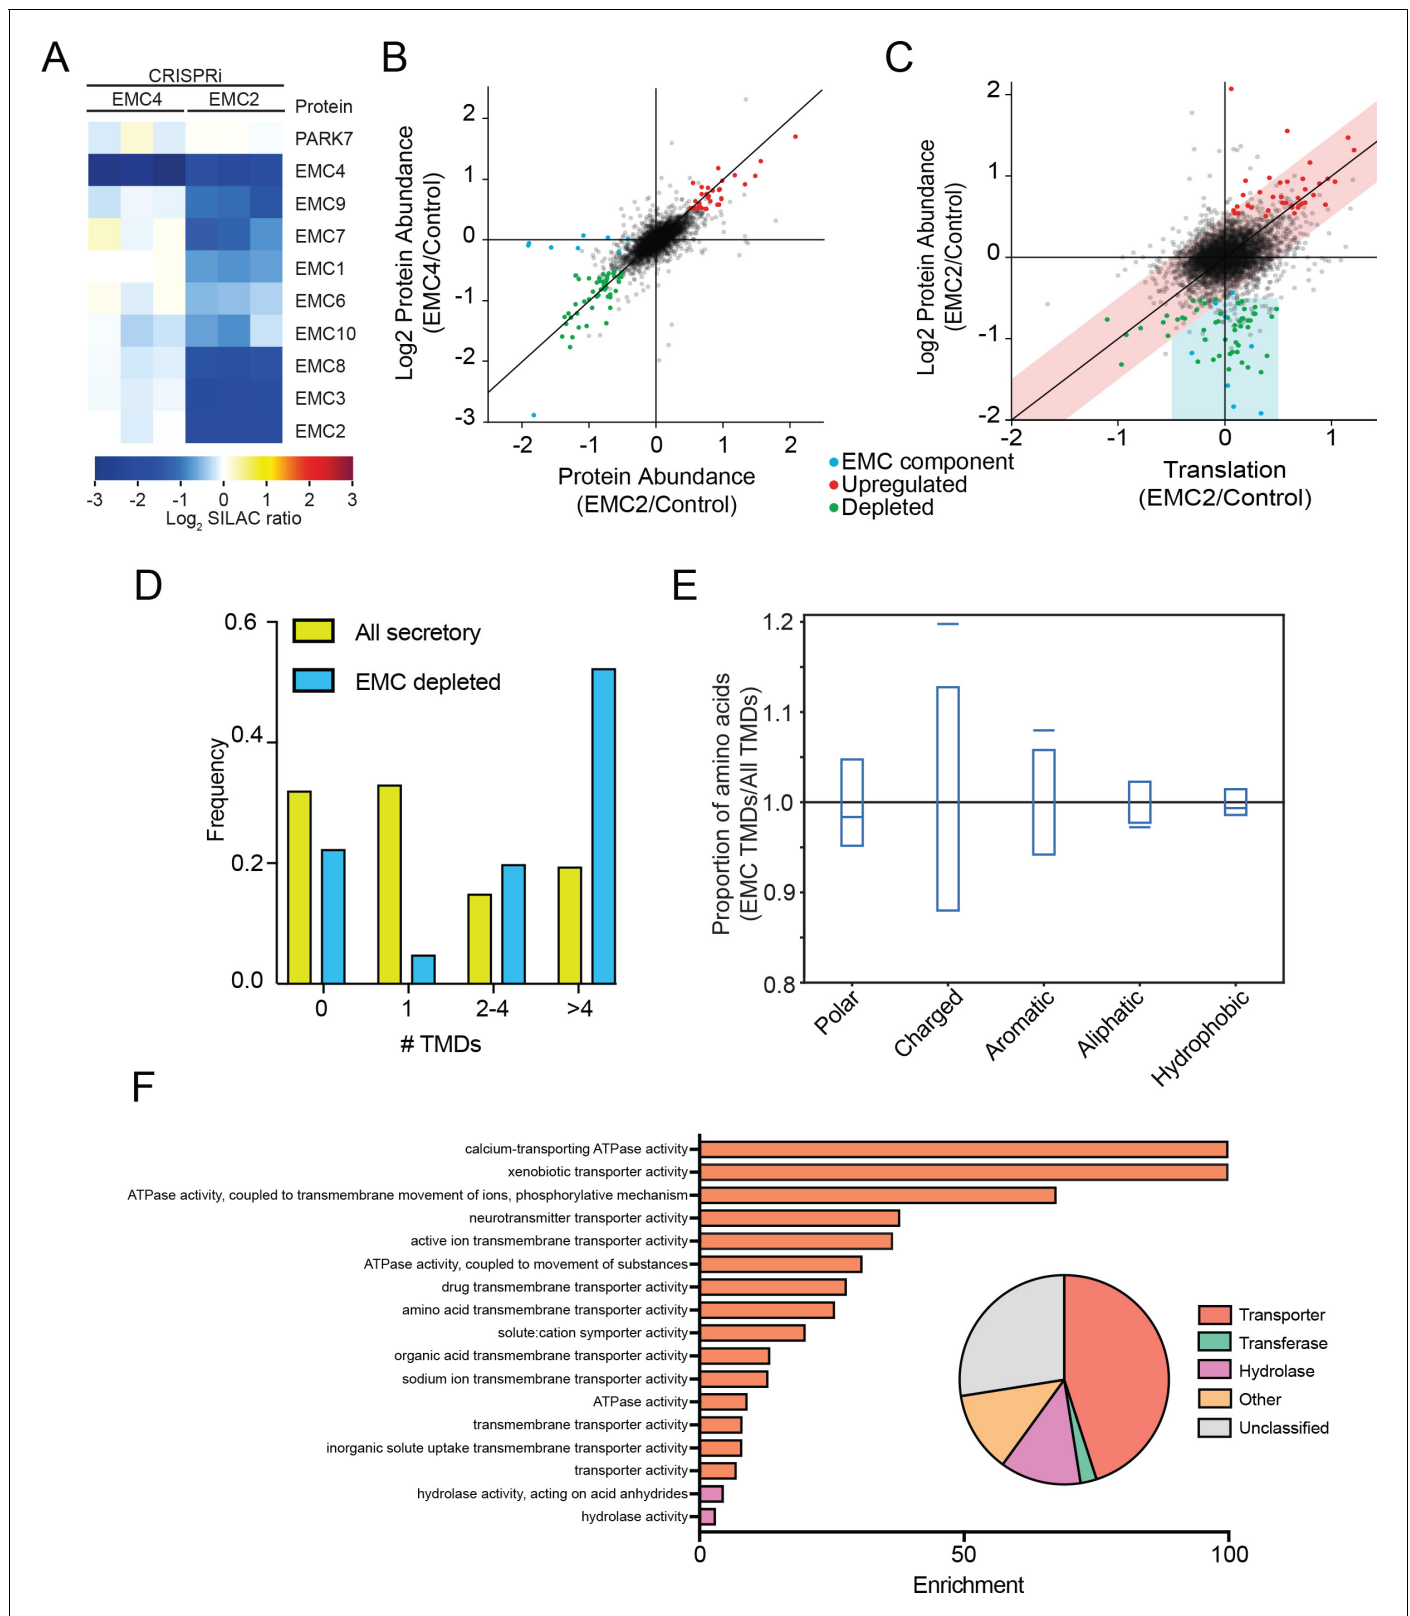 A
CRISPRi
EMC4 EMC2 Protein
PARK7
EMC4
EMC9
EMC7
EMC1
EMC6
EMC10
EMC8
EMC3
EMC2
-3 -2 -1 0 1 2 3
Log2 SILAC ratio
B
Log2 Protein Abundance
(EMC4/Control)
2
1
0
-1
-2
-3
-2 -1 0 1 2
Protein Abundance
(EMC2/Control)
EMC component
Upregulated
Depleted
C
Log2 Protein Abundance
(EMC2/Control)
2
1
0
-1
-2
-2 -1 0 1
Translation
(EMC2/Control)
D
Frequency
0.6
0.4
0.2
0.0
All secretory
EMC depleted
0 1 2-4 >4
# TMDs
E
Proportion of amino acids
(EMC TMDs/All TMDs)
1.2
1.1
1.0
0.9
0.8
Polar
Charged
Aromatic
Aliphatic
Hydrophobic
F
calcium-transporting ATPase activity
xenobiotic transporter activity
ATPase activity, coupled to transmembrane movement of ions, phosphorylative mechanism
neurotransmitter transporter activity
active ion transmembrane transporter activity
ATPase activity, coupled to movement of substances
drug transmembrane transporter activity
amino acid transmembrane transporter activity
solute:cation symporter activity
organic acid transmembrane transporter activity
sodium ion transmembrane transporter activity
ATPase activity
transmembrane transporter activity
inorganic solute uptake transmembrane transporter activity
transporter activity
hydrolase activity, acting on acid anhydrides
hydrolase activity
0 50 100
Enrichment
Transporter
Transferase
Hydrolase
Other
Unclassified